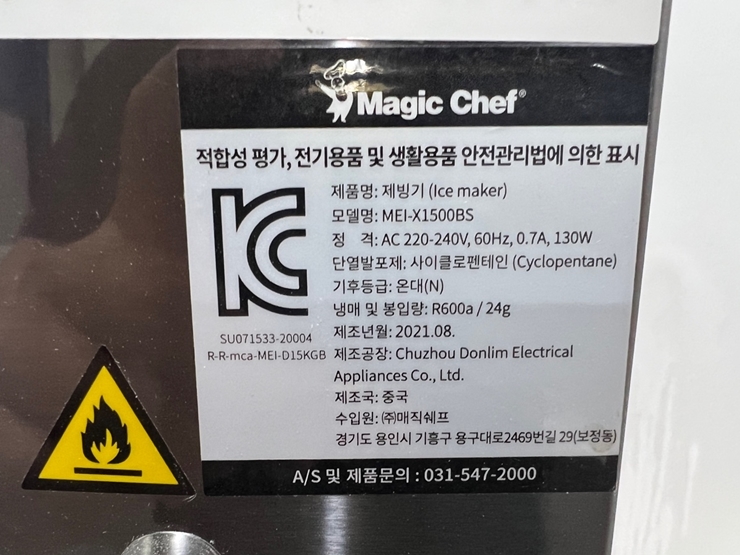 Magic Chef®
적합성 평가, 전기용품 및 생활용품 안전관리법에 의한 표시
제품명: 제빙기 (Ice maker)
모델명: MEI-X1500BS
정 격: AC 220-240V, 60Hz, 0.7A, 130W
단열발포제: 사이클로펜테인 (Cyclopentane)
기후등급: 온대(N)
냉매 및 봉입량: R600a / 24g
제조년월: 2021.08.
제조공장: Chuzhou Donlim Electrical
Appliances Co., Ltd.
제조국: 중국
수입원: ㈜매직쉐프
경기도 용인시 기흥구 용구대로2469번길 29(보정동)
KC
SU071533-20004
R-R-mca-MEI-D15KGB
A/S 및 제품문의 : 031-547-2000